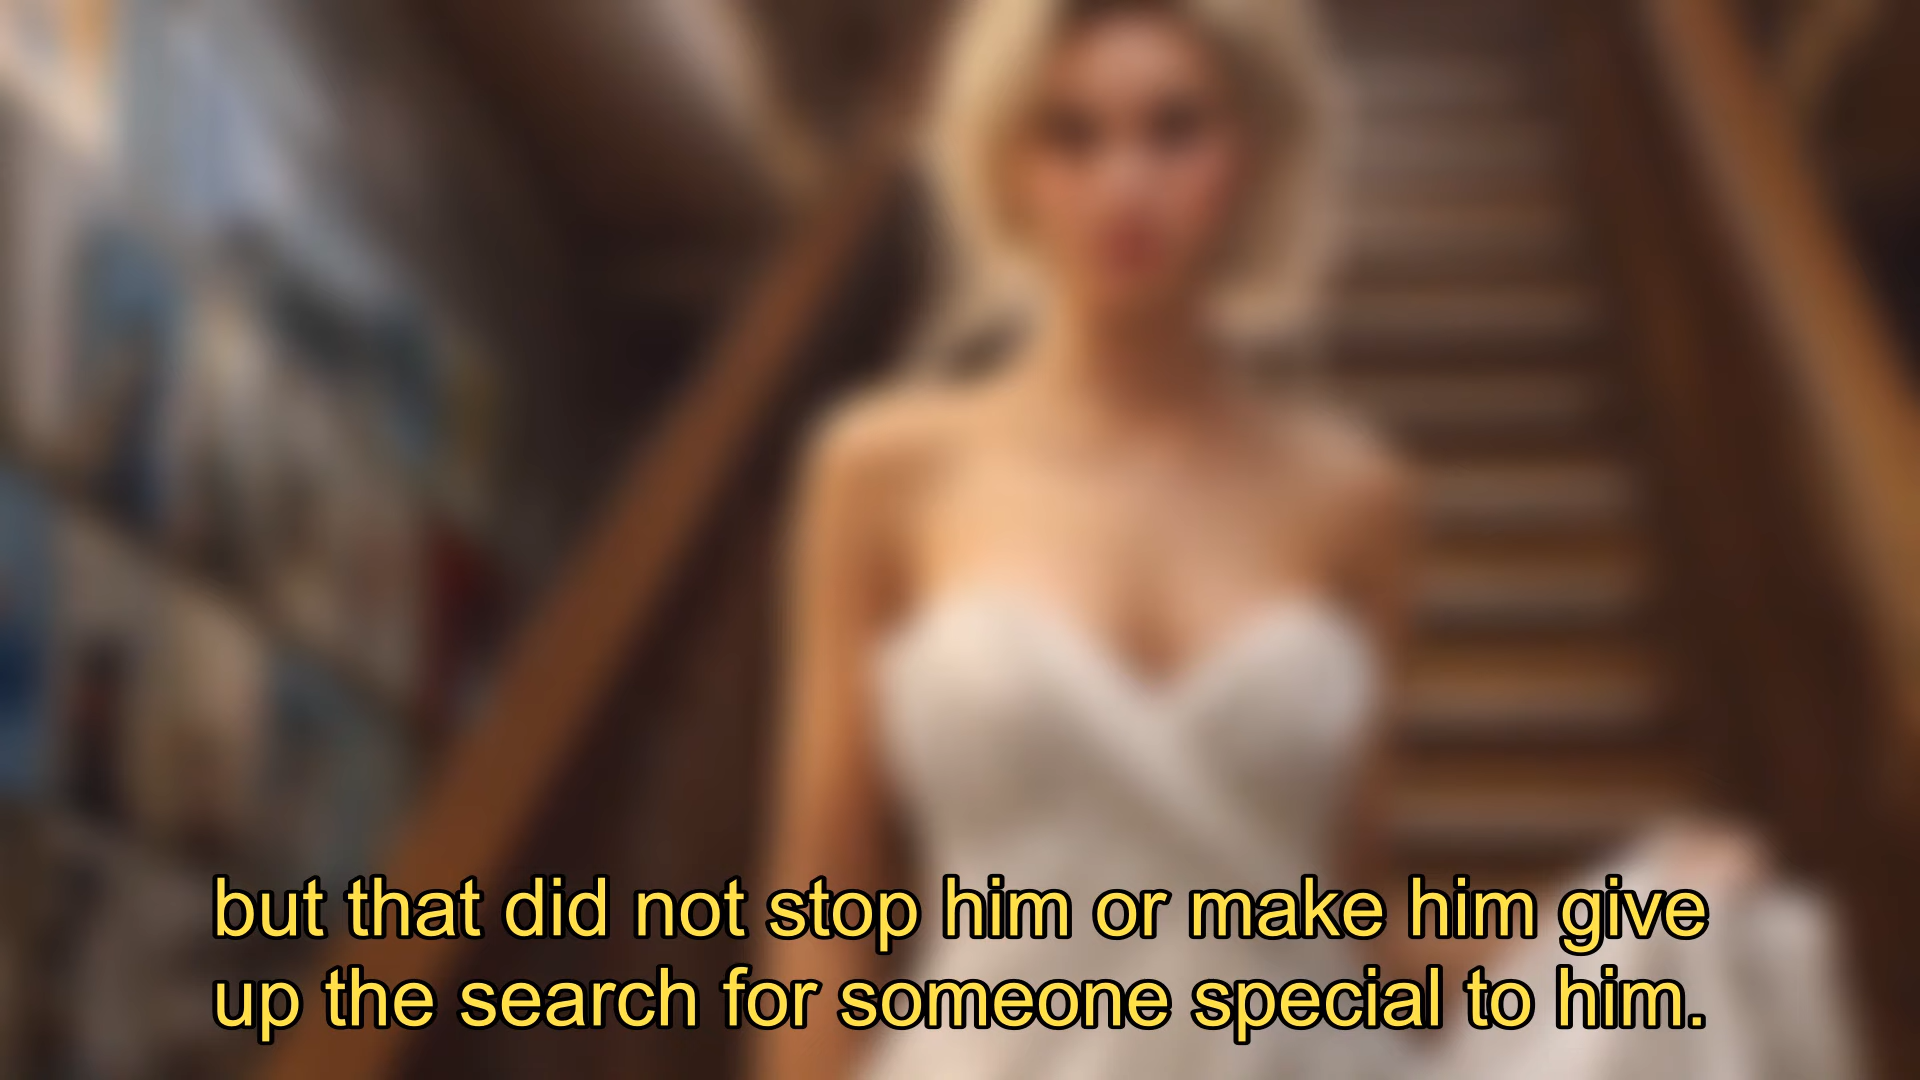 but that did not stop him or make him give
up the search for someone special to him.